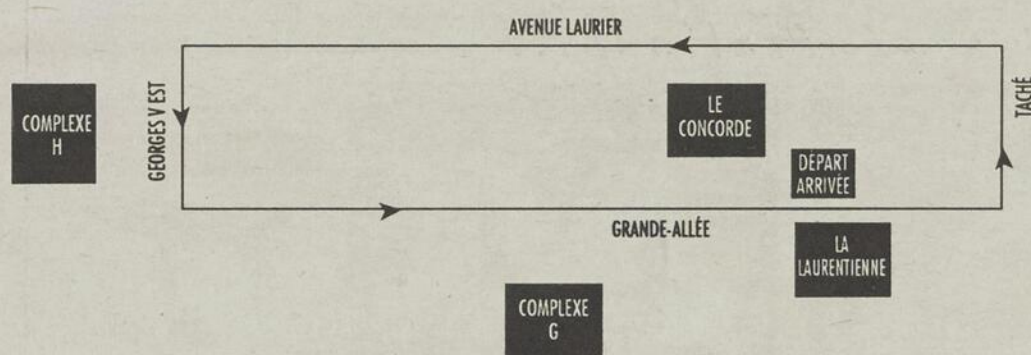 AVENUE LAURIER
COMPLEXE
H
GEORGES V EST
LE
CONCORDE
TACHÉ
DÉPART
ARRIVÉE
GRANDE-ALLÉE
LA
LAURENTIENNE
COMPLEXE
G